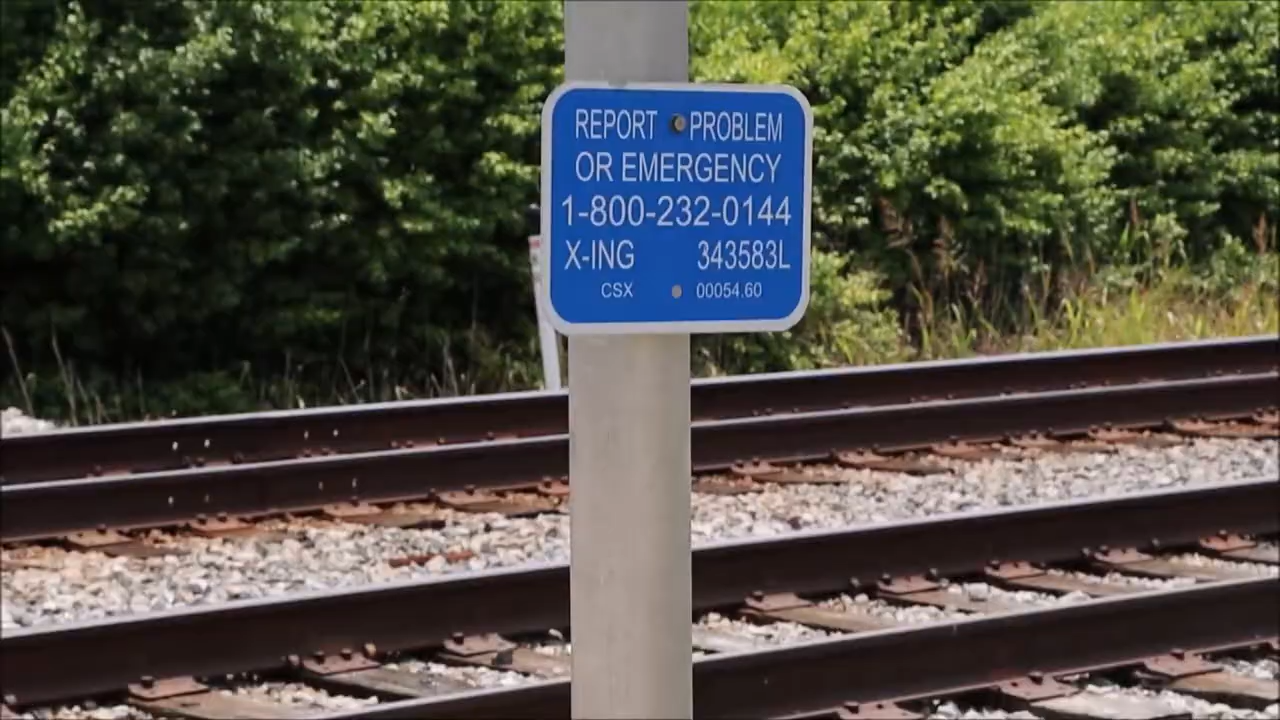 REPORT PROBLEM
OR EMERGENCY
1-800-232-0144
X-ING 343583L
CSX 00054.60